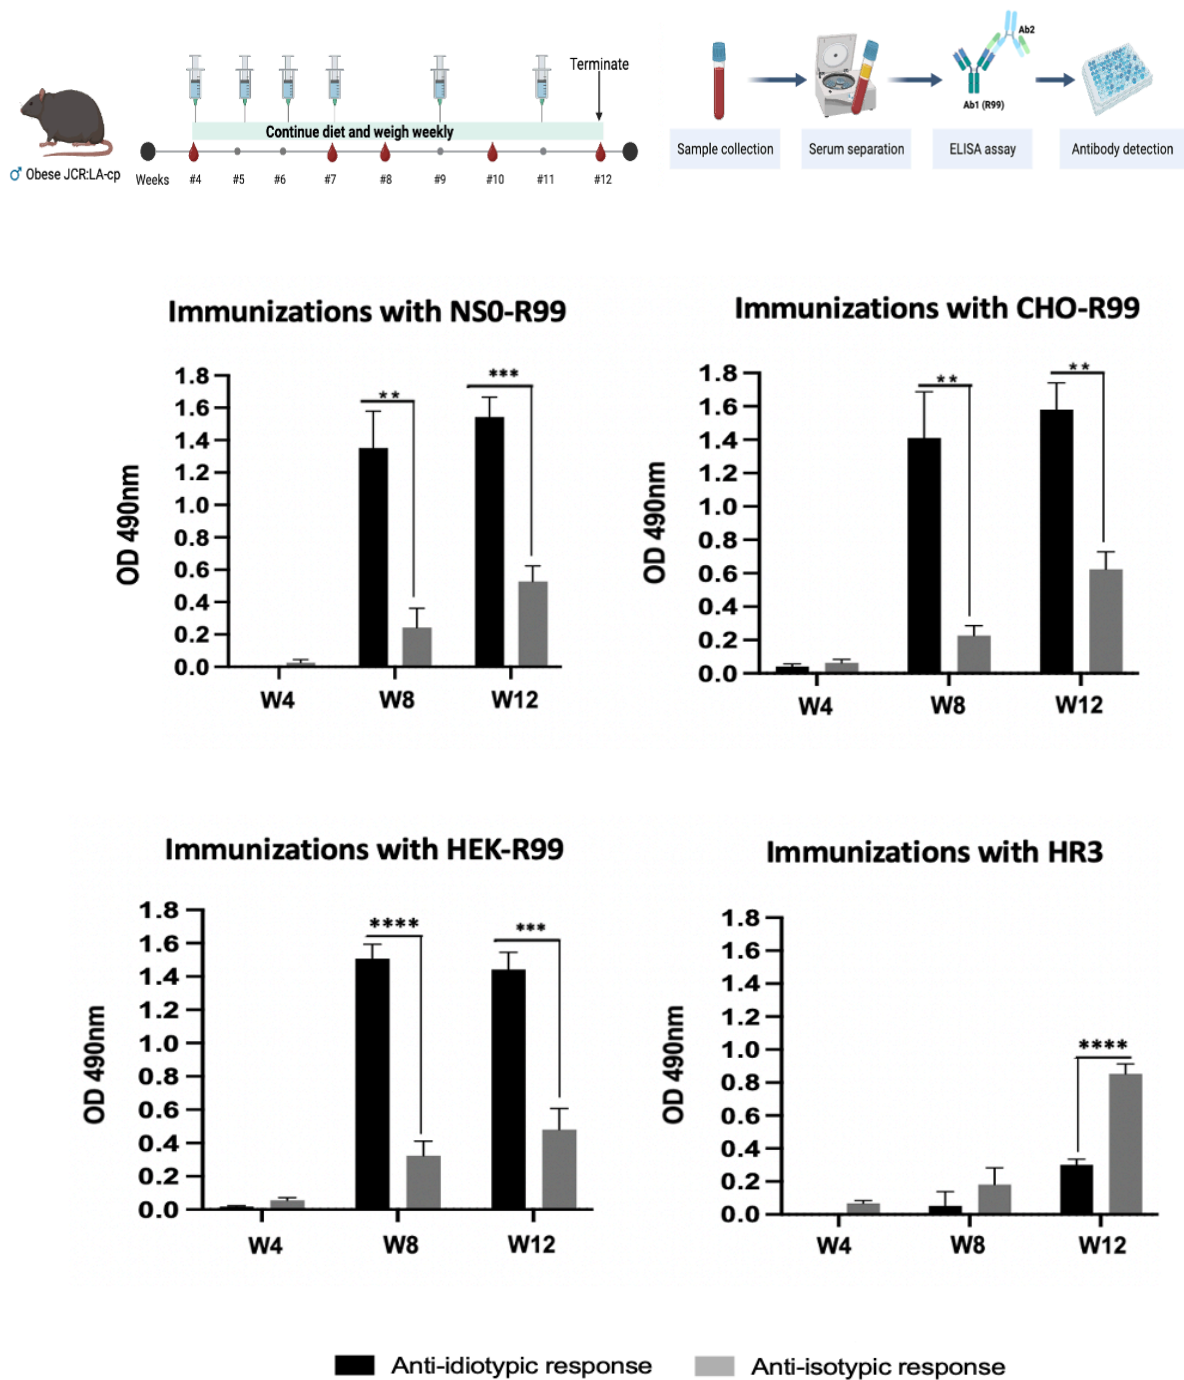 Terminate
Continue diet and weigh weekly
♂ Obese JCR:LA-cp
Weeks #4 #5 #6 #7 #8 #9 #10 #11 #12
Ab2
Ab1 (R99)
Sample collection Serum separation ELISA assay Antibody detection
Immunizations with NS0-R99
OD 490nm
1.8
1.6
1.4
1.2
1.0
0.8
0.6
0.4
0.2
0.0
** ***
W4 W8 W12
Immunizations with CHO-R99
OD 490nm
1.8
1.6
1.4
1.2
1.0
0.8
0.6
0.4
0.2
0.0
** **
W4 W8 W12
Immunizations with HEK-R99
OD 490nm
1.8
1.6
1.4
1.2
1.0
0.8
0.6
0.4
0.2
0.0
**** ***
W4 W8 W12
Immunizations with HR3
OD 490nm
1.8
1.6
1.4
1.2
1.0
0.8
0.6
0.4
0.2
0.0
****
W4 W8 W12
Anti-idiotypic response Anti-isotypic response